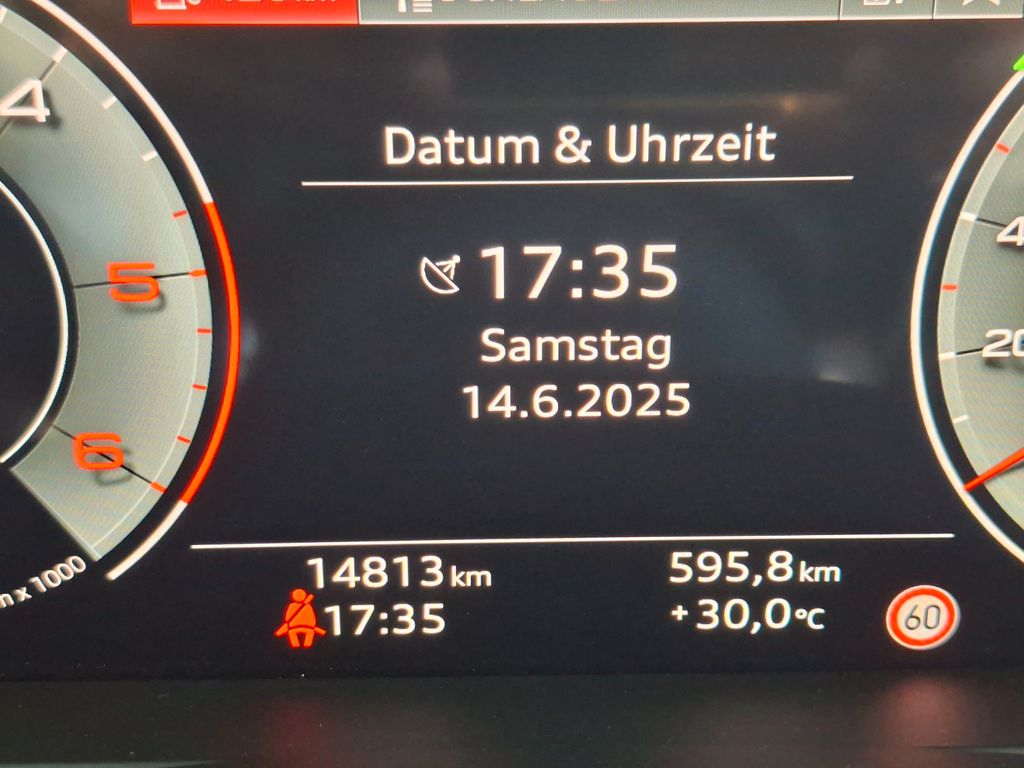 Datum & Uhrzeit
17:35
Samstag
14.6.2025
4
5
6
x 1000
4
20
14813 km
595,8 km
17:35
+30,0 °C
60